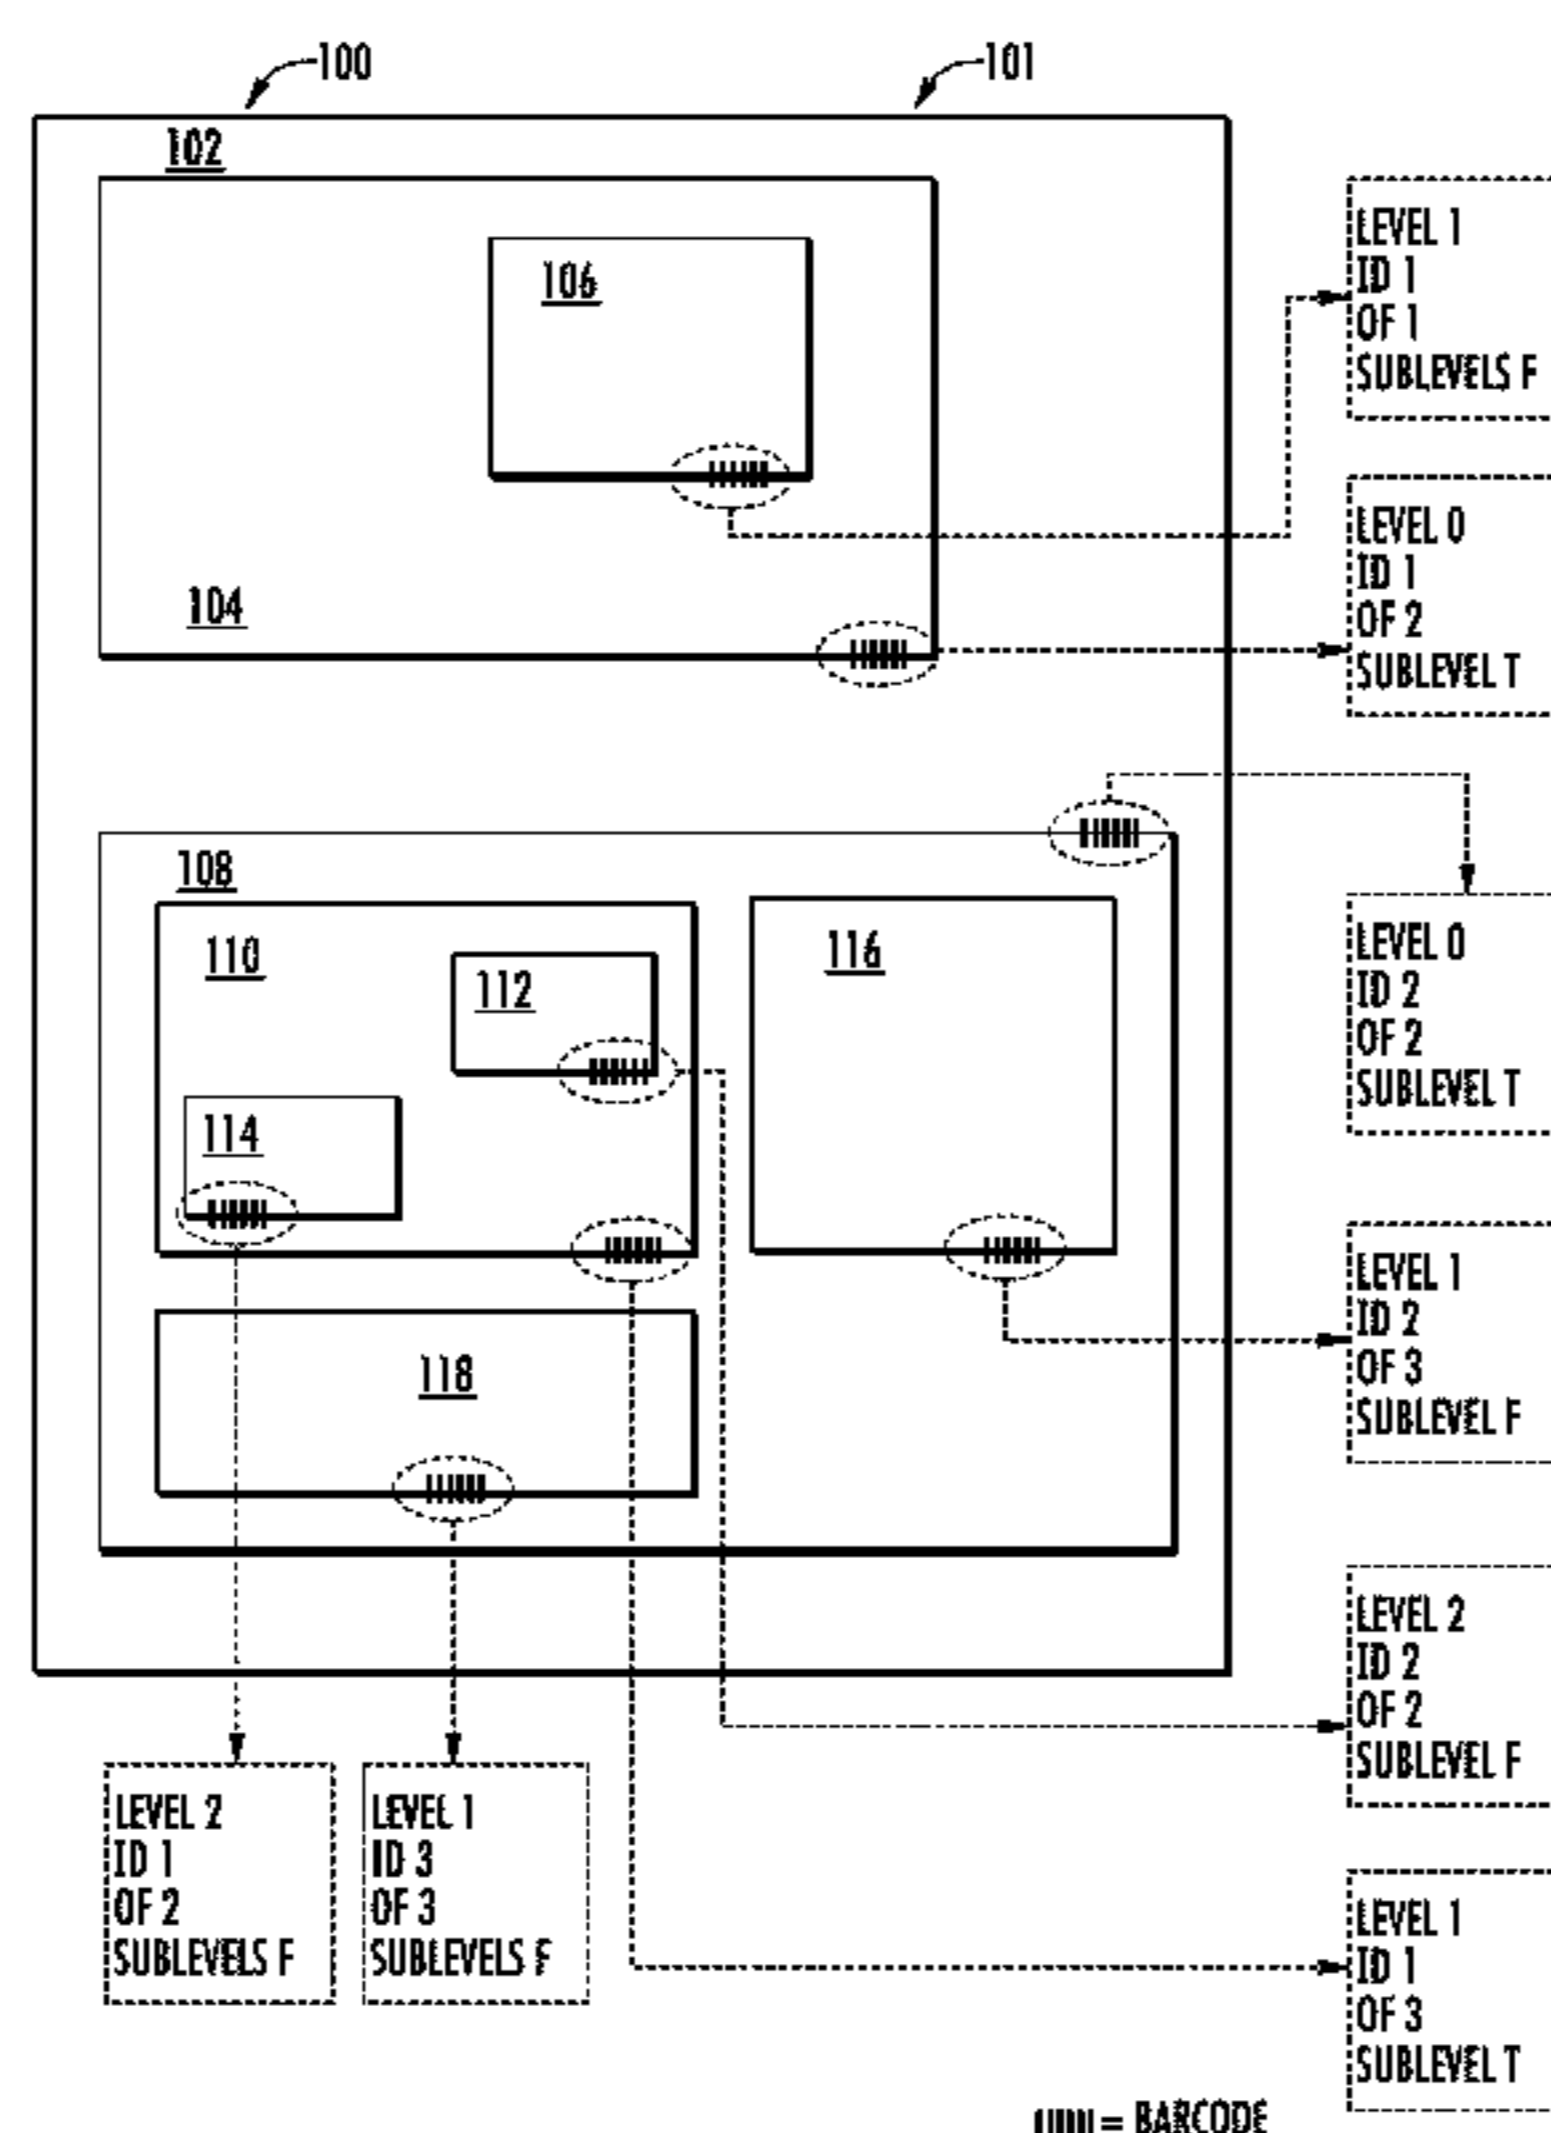 100
101
102
106
104
LEVEL 1
ID 1
OF 1
SUBLEVELS F
LEVEL 0
ID 1
OF 2
SUBLEVEL T
108
110
112
114
116
118
LEVEL 0
ID 2
OF 2
SUBLEVEL T
LEVEL 1
ID 2
OF 3
SUBLEVEL F
LEVEL 2
ID 2
OF 2
SUBLEVEL F
LEVEL 2
ID 1
OF 2
SUBLEVELS F
LEVEL 1
ID 3
OF 3
SUBLEVELS F
LEVEL 1
ID 1
OF 3
SUBLEVEL T
= BARCODE